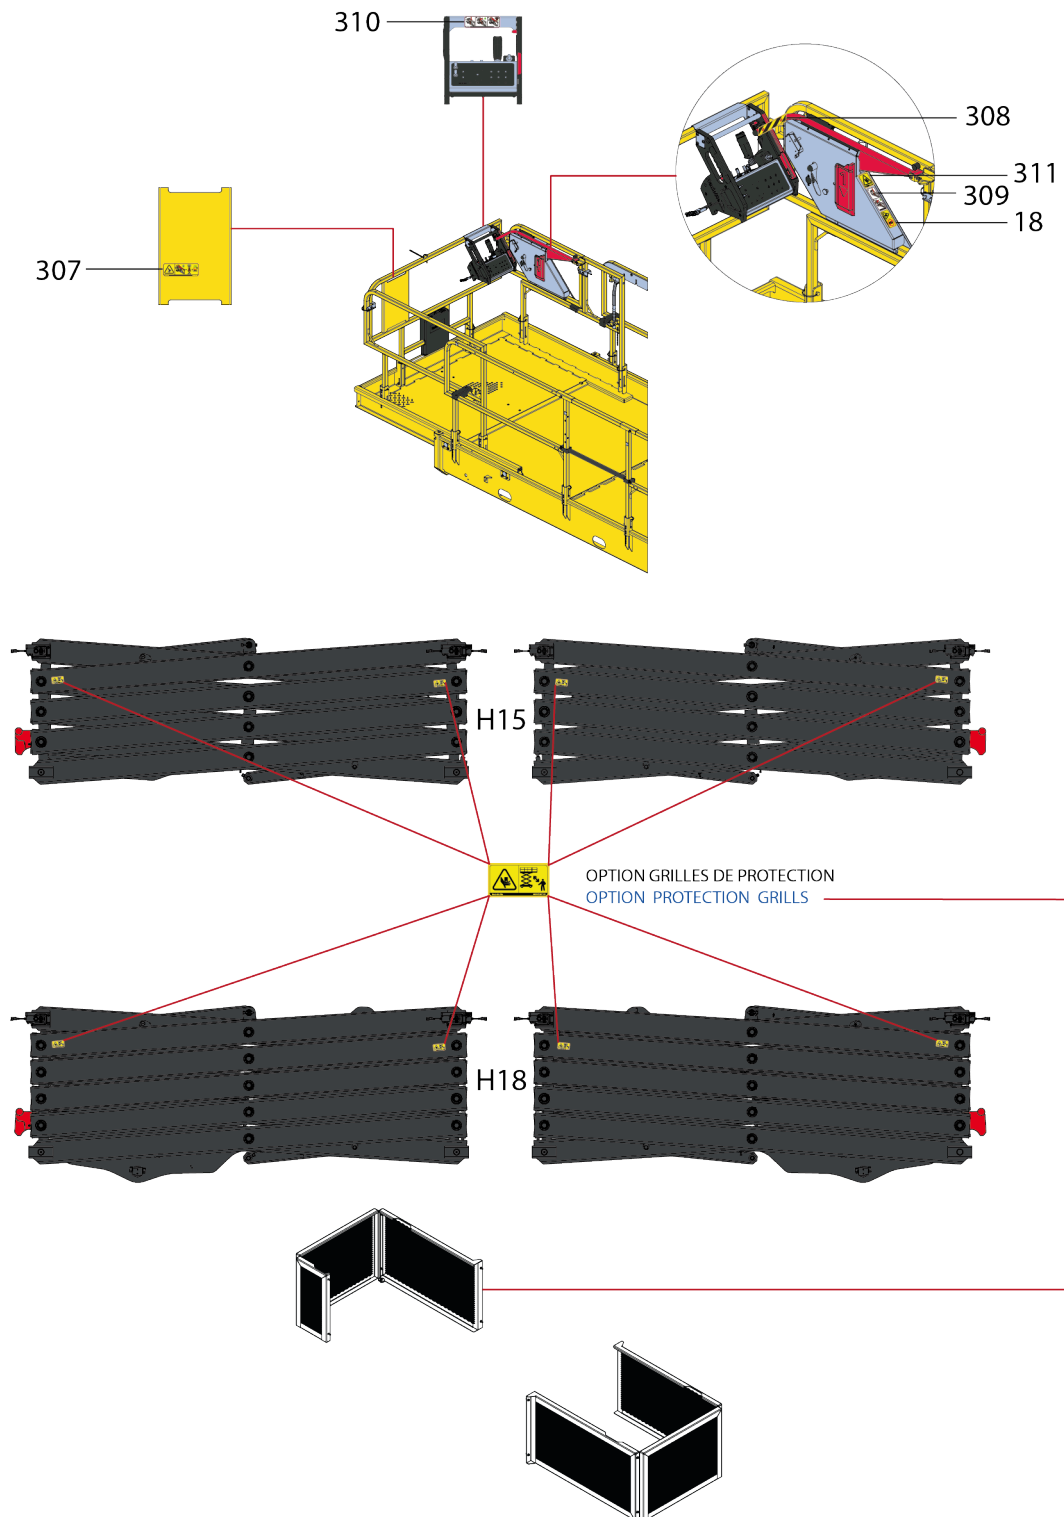 310
308
311
309
18
307
H15
OPTION GRILLES DE PROTECTION
OPTION PROTECTION GRILLS
H18